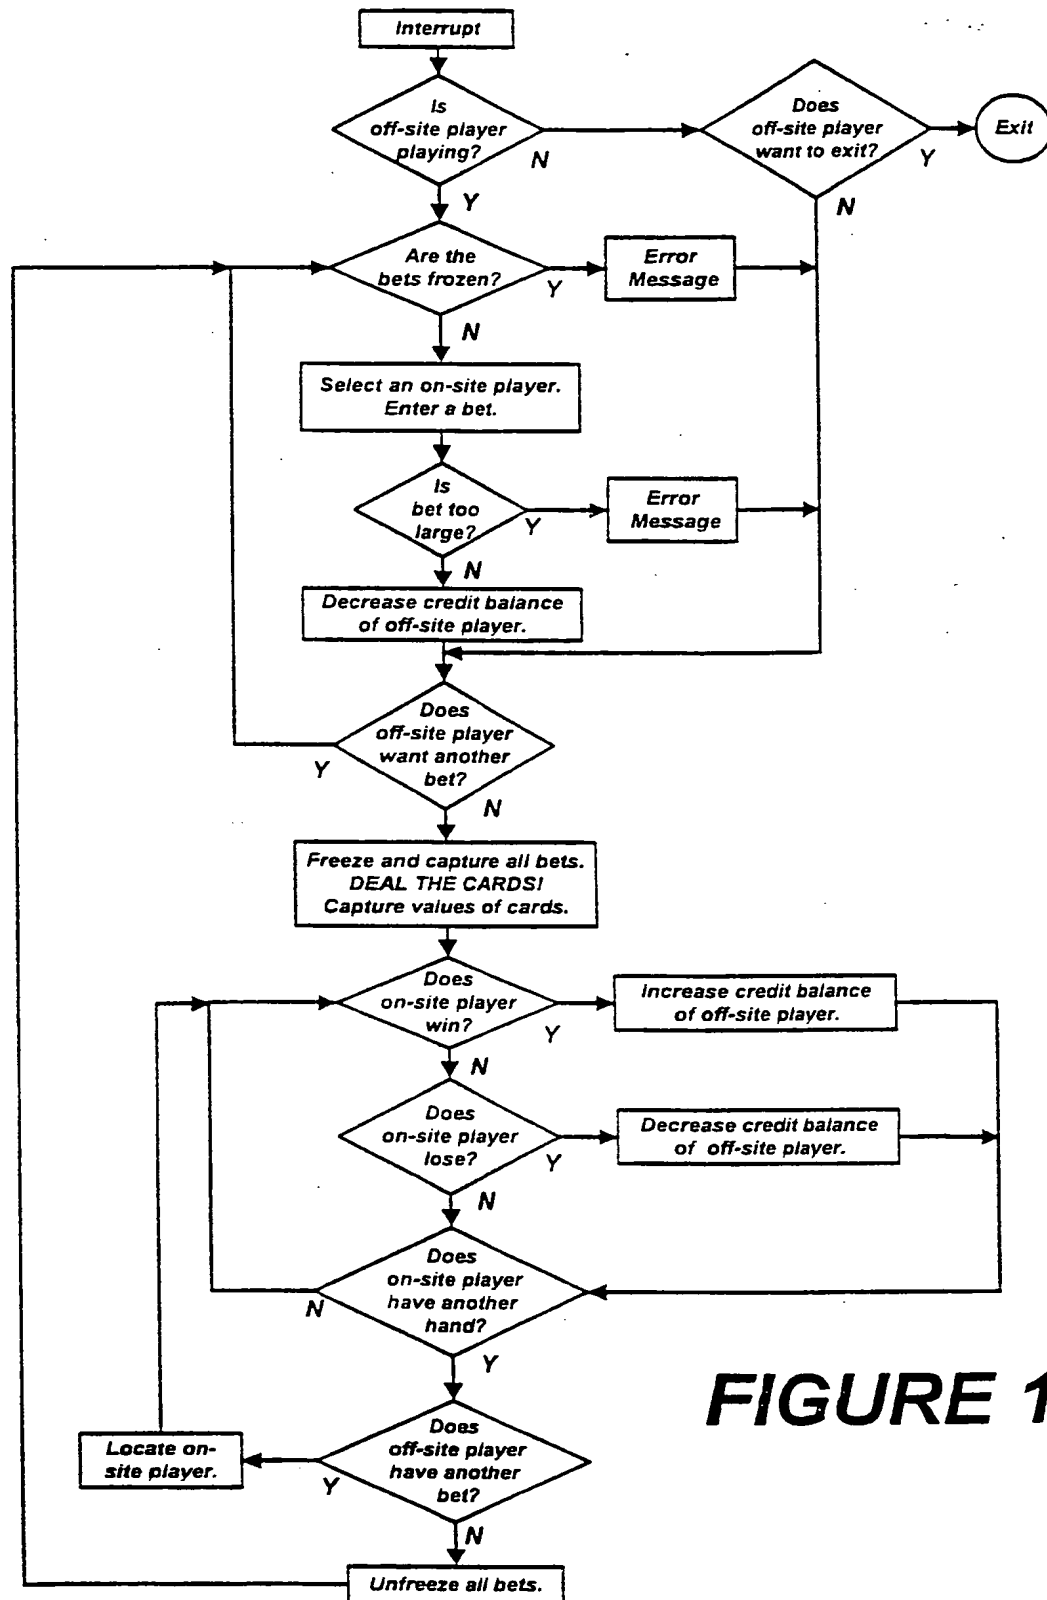 Interrupt
Is
off-site player
playing?
N
Y
Does
off-site player
want to exit?
Y
N
Exit
Are the
bets frozen?
Y
N
Error
Message
Select an on-site player.
Enter a bet.
Is
bet too
large?
Y
N
Error
Message
Decrease credit balance
of off-site player.
Does
off-site player
want another
bet?
Y
N
Freeze and capture all bets.
DEAL THE CARDS!
Capture values of cards.
Does
on-site player
win?
Y
N
Increase credit balance
of off-site player.
Does
on-site player
lose?
Y
N
Decrease credit balance
of off-site player.
Does
on-site player
have another
hand?
N
Y
FIGURE 1
Does
off-site player
have another
bet?
Y
N
Locate on-
site player.
Unfreeze all bets.